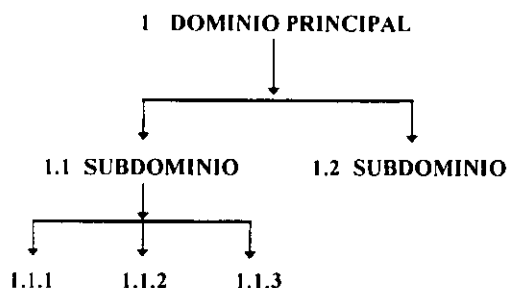 1 DOMINIO PRINCIPAL
1.1 SUBDOMINIO 1.2 SUBDOMINIO
1.1.1 1.1.2 1.1.3